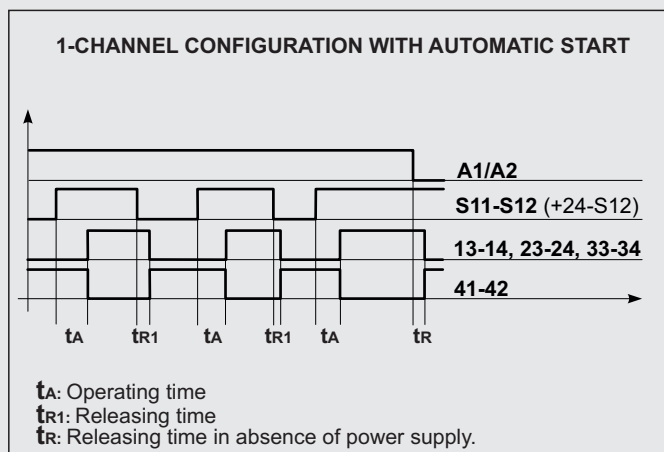 1-CHANNEL CONFIGURATION WITH AUTOMATIC START
A1/A2
S11-S12 (+24-S12)
13-14, 23-24, 33-34
41-42
tA tR1 tA tR1 tA tR
tA: Operating time
tR1: Releasing time
tR: Releasing time in absence of power supply.